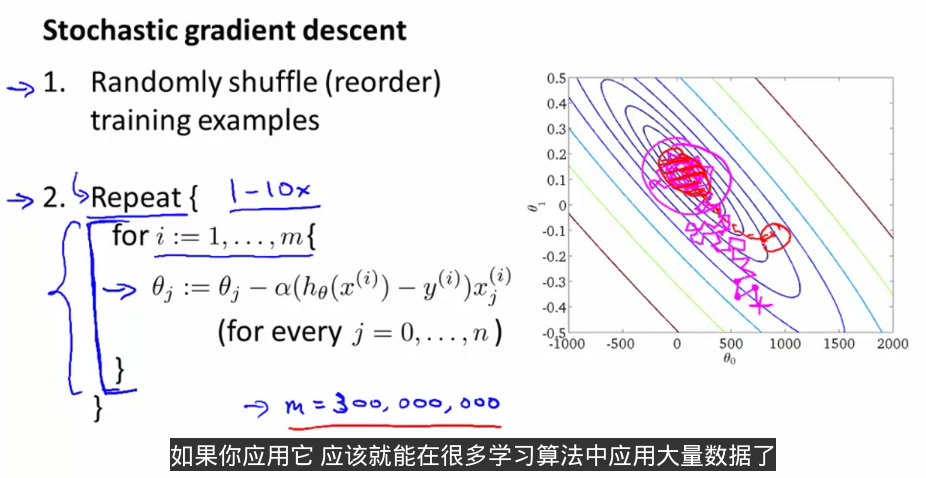 Stochastic gradient descent
→ 1. Randomly shuffle (reorder)
training examples
→ 2. Repeat { 1-10x
for i := 1, . . . , m {
→ θj := θj − α(hθ(x^(i)) − y^(i))xj^(i)
(for every j = 0, . . . , n )
}
}
→ m = 300,000,000
0.5
0.4
0.3
0.2
0.1
0
-0.1
-0.2
-0.3
-0.4
-0.5
θ1
-1000 -500 0 500 1000 1500 2000
θ0
如果你应用它 应该就能在很多学习算法中应用大量数据了